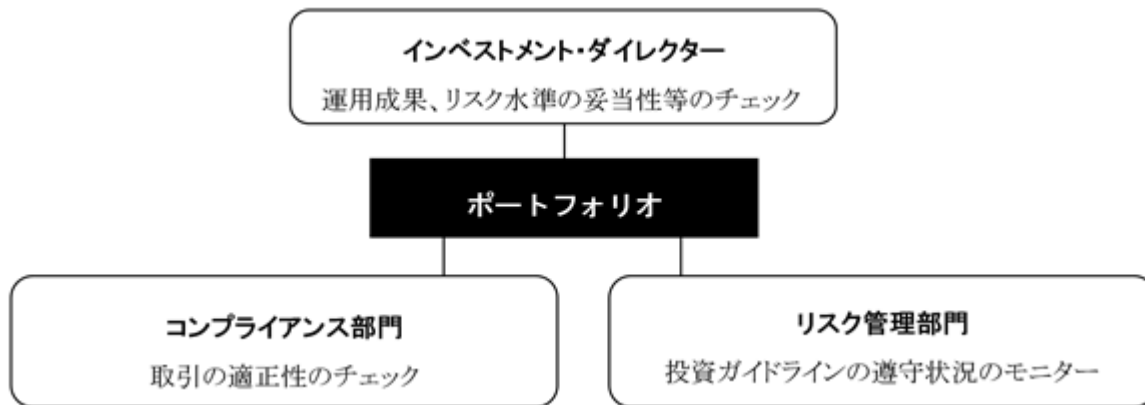 インベストメント・ダイレクター
運用成果、リスク水準の妥当性等のチェック
ポートフォリオ
コンプライアンス部門
取引の適正性のチェック
リスク管理部門
投資ガイドラインの遵守状況のモニター